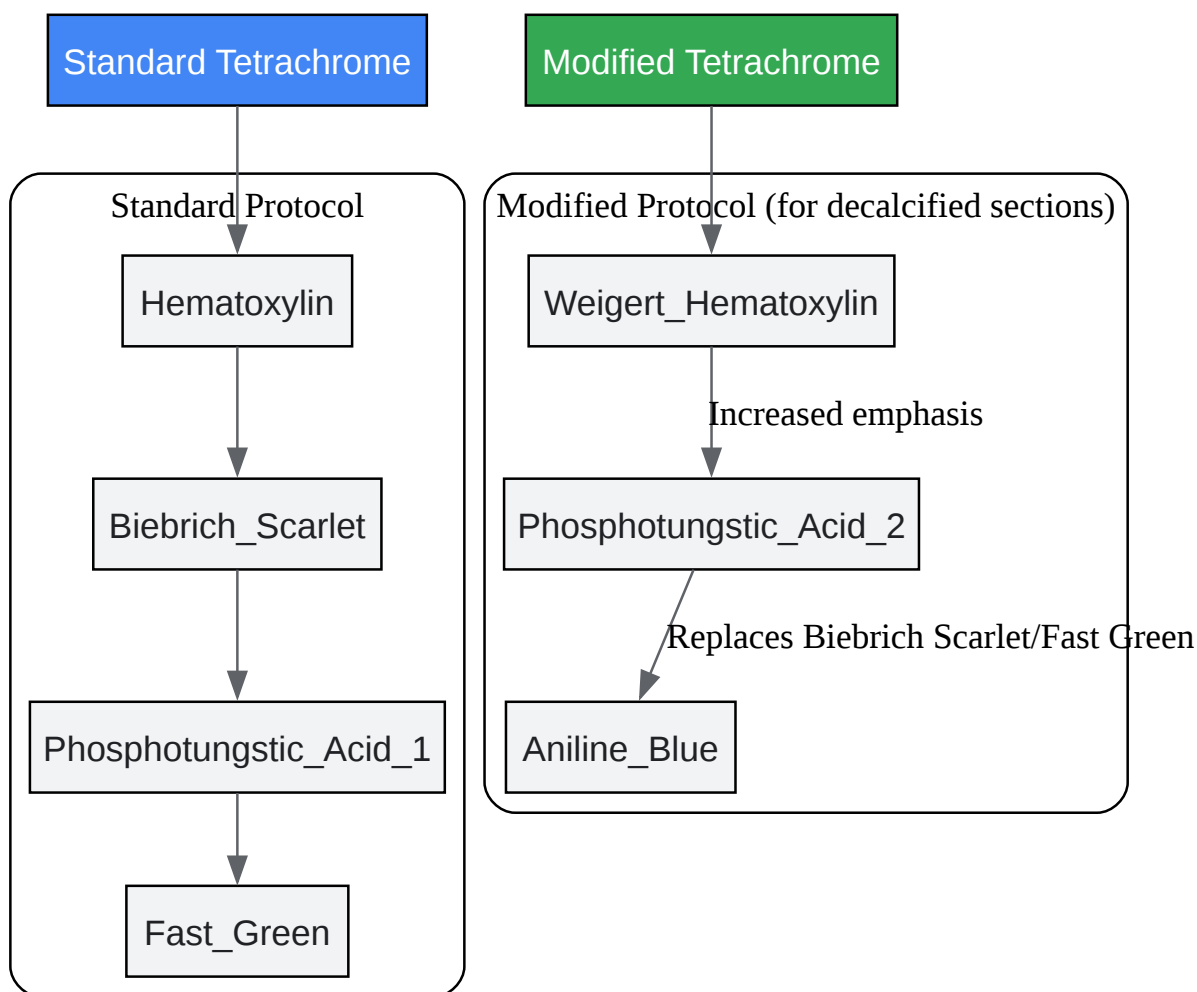 Standard Tetrachrome
Modified Tetrachrome
Standard Protocol
Modified Protocol (for decalcified sections)
Hematoxylin
Weigert_Hematoxylin
Increased emphasis
Biebrich_Scarlet
Phosphotungstic_Acid_2
Replaces Biebrich Scarlet/Fast Green
Phosphotungstic_Acid_1
Aniline_Blue
Fast_Green